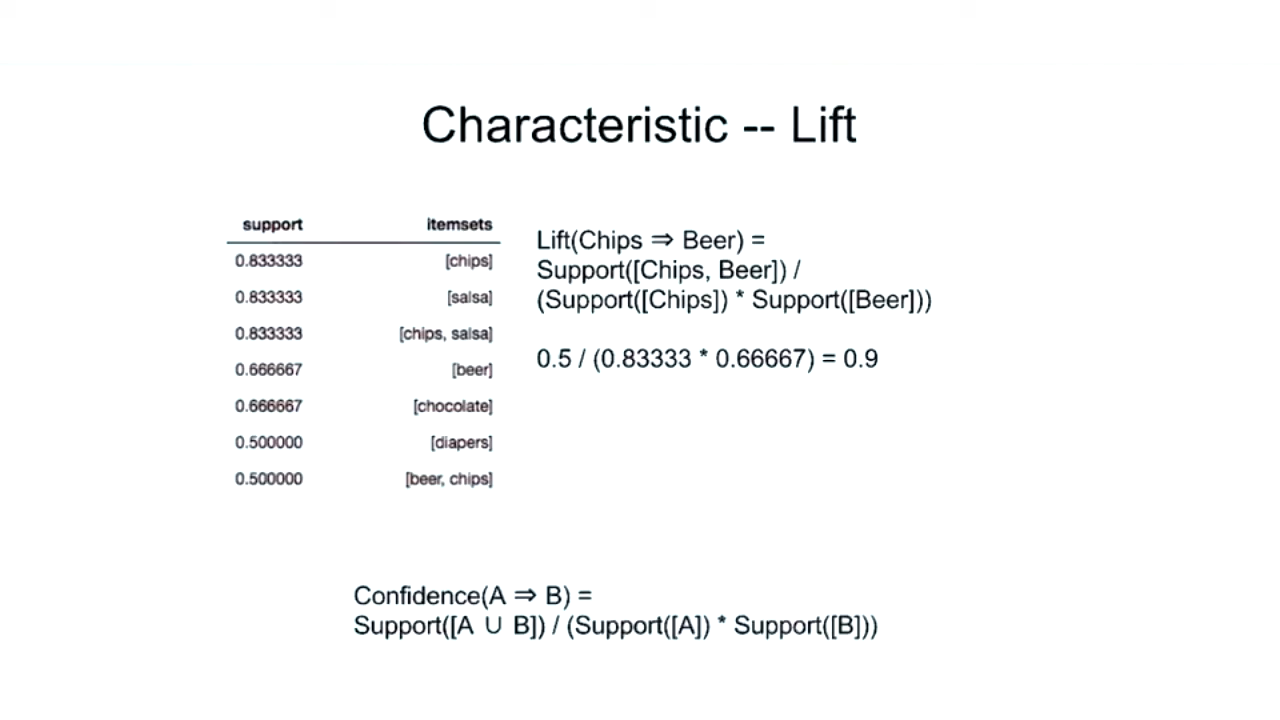 Characteristic -- Lift
support itemsets
0.833333 [chips]
0.833333 [salsa]
0.833333 [chips, salsa]
0.666667 [beer]
0.666667 [chocolate]
0.500000 [diapers]
0.500000 [beer, chips]
Lift(Chips ⇒ Beer) =
Support([Chips, Beer]) /
(Support([Chips]) * Support([Beer]))
0.5 / (0.83333 * 0.66667) = 0.9
Confidence(A ⇒ B) =
Support([A ∪ B]) / (Support([A]) * Support([B]))